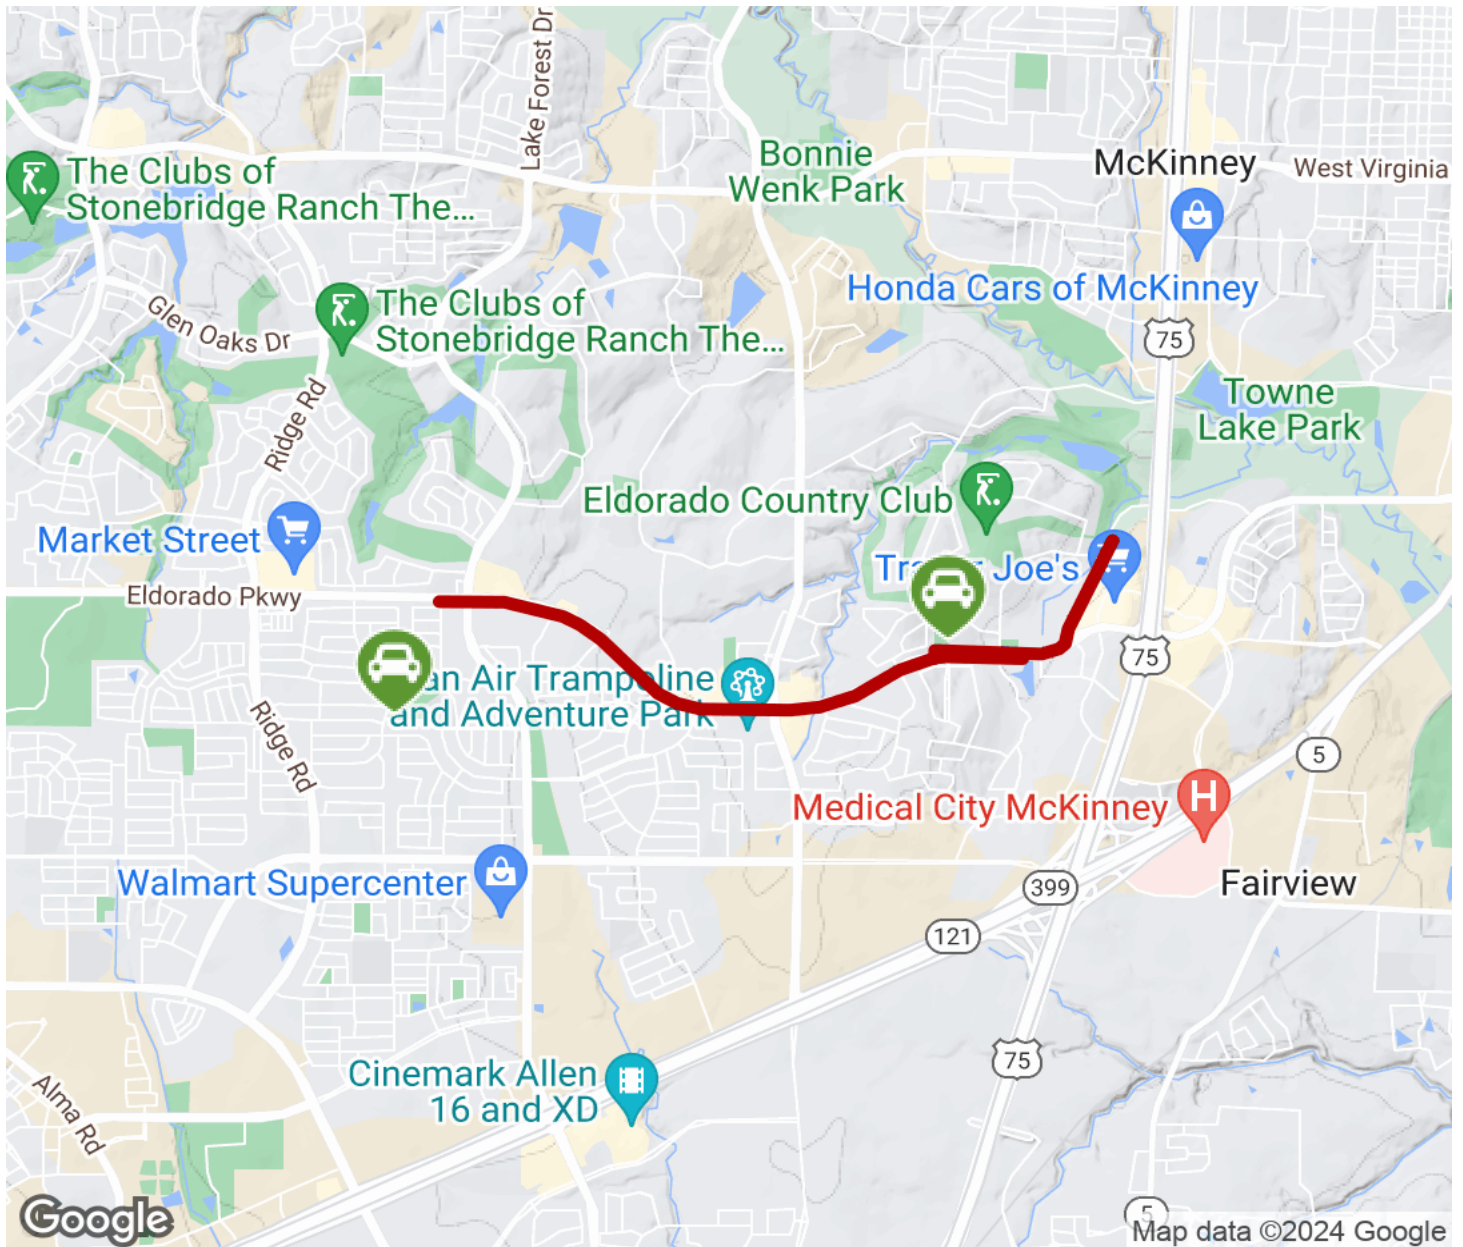 Lake Forest Dr
Bonnie
Wenk Park
McKinney
West Virginia
The Clubs of
Stonebridge Ranch The...
Honda Cars of McKinney
The Clubs of
Stonebridge Ranch The...
Glen Oaks Dr
75
Ridge Rd
Towne
Lake Park
Eldorado Country Club
Market Street
Joe's
Eldorado Pkwy
75
an Air Trampoline
and Adventure Park
Ridge Rd
5
Medical City McKinney
H
Walmart Supercenter
399
Fairview
121
75
Cinemark Allen
16 and XD
Alma Rd
5
Google
Map data ©2024 Google